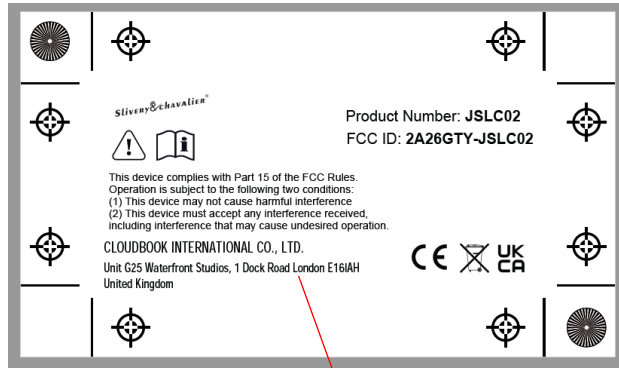 Slivery&chavalier®
Product Number: JSLC02
FCC ID: 2A26GTY-JSLC02
This device complies with Part 15 of the FCC Rules.
Operation is subject to the following two conditions:
(1) This device may not cause harmful interference
(2) This device must accept any interference received,
including interference that may cause undesired operation.
CLOUDBOOK INTERNATIONAL CO., LTD.
Unit G25 Waterfront Studios, 1 Dock Road London E16IAH
United Kingdom
CE
UK
CA